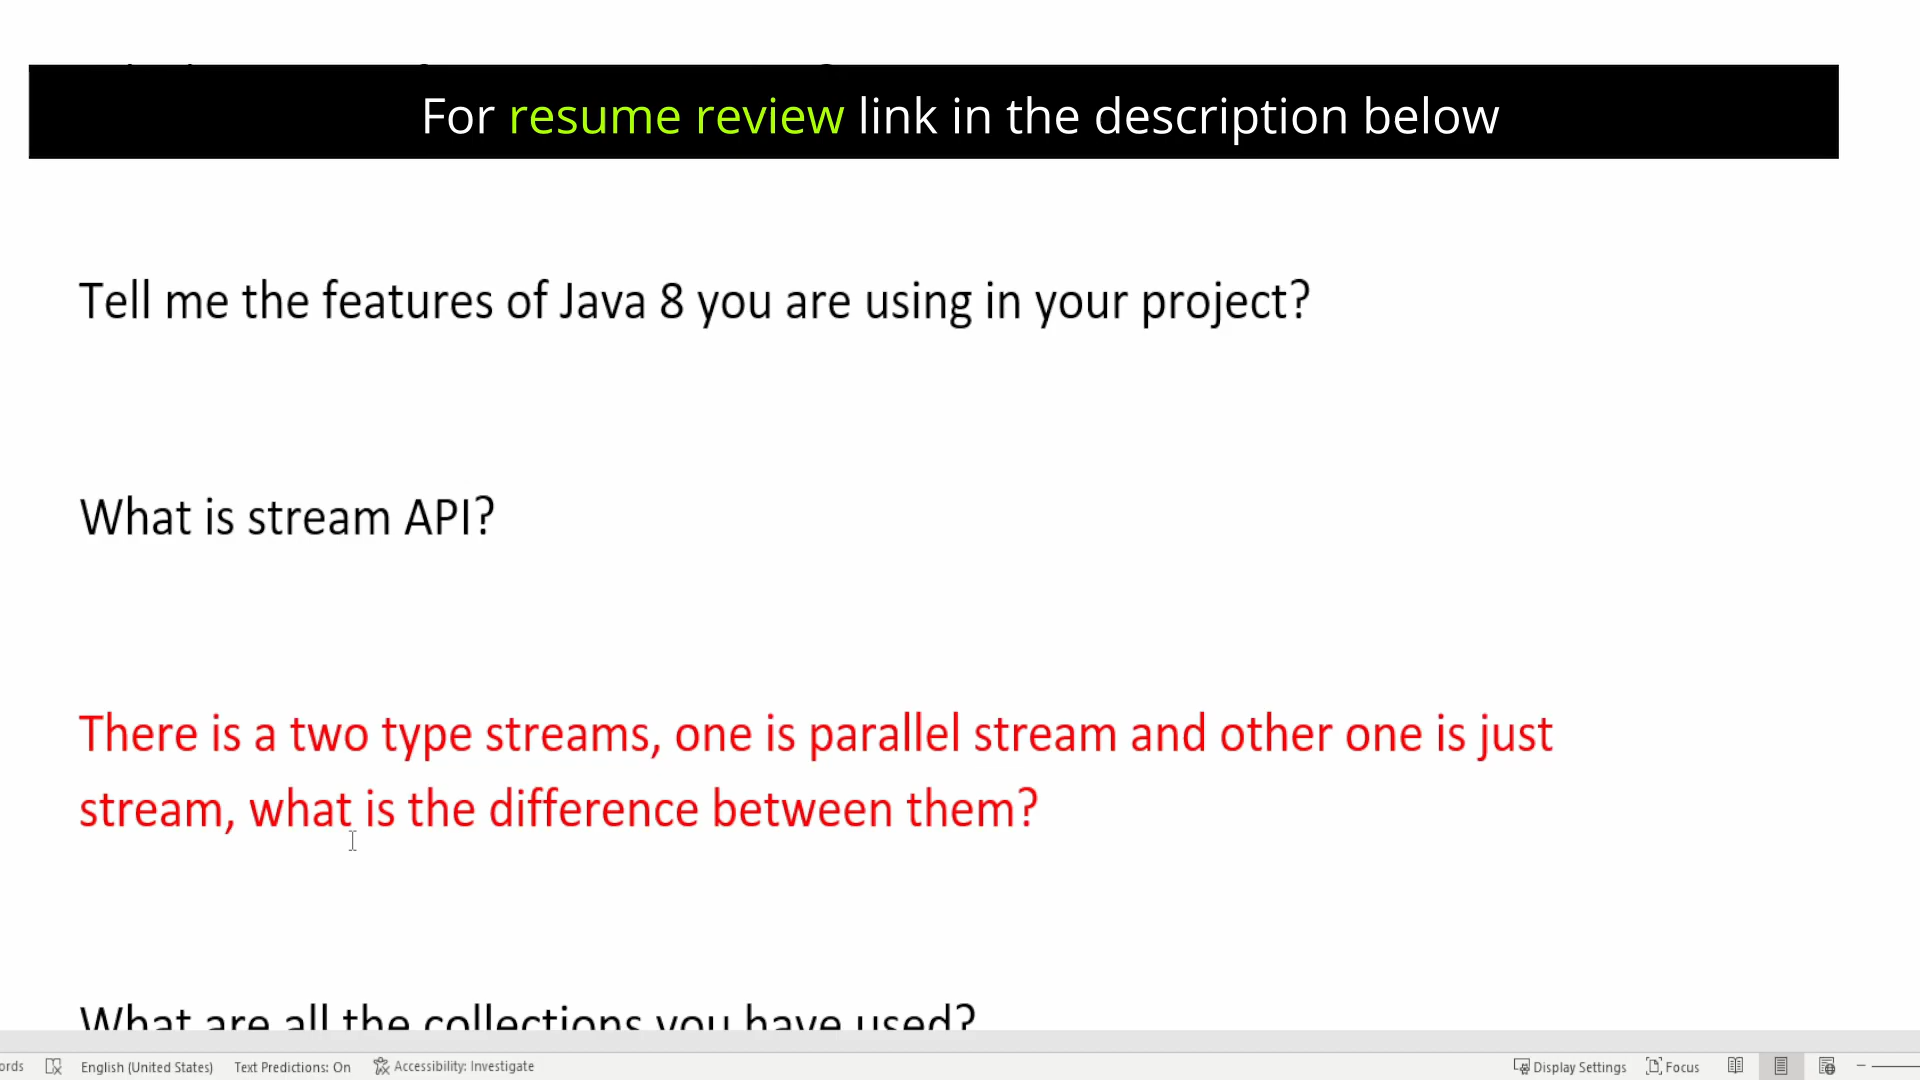 For resume review link in the description below
Tell me the features of Java 8 you are using in your project?
What is stream API?
There is a two type streams, one is parallel stream and other one is just
stream, what is the difference between them?
What are all the collections you have used?
ords English (United States) Text Predictions: On Accessibility: Investigate Display Settings Focus